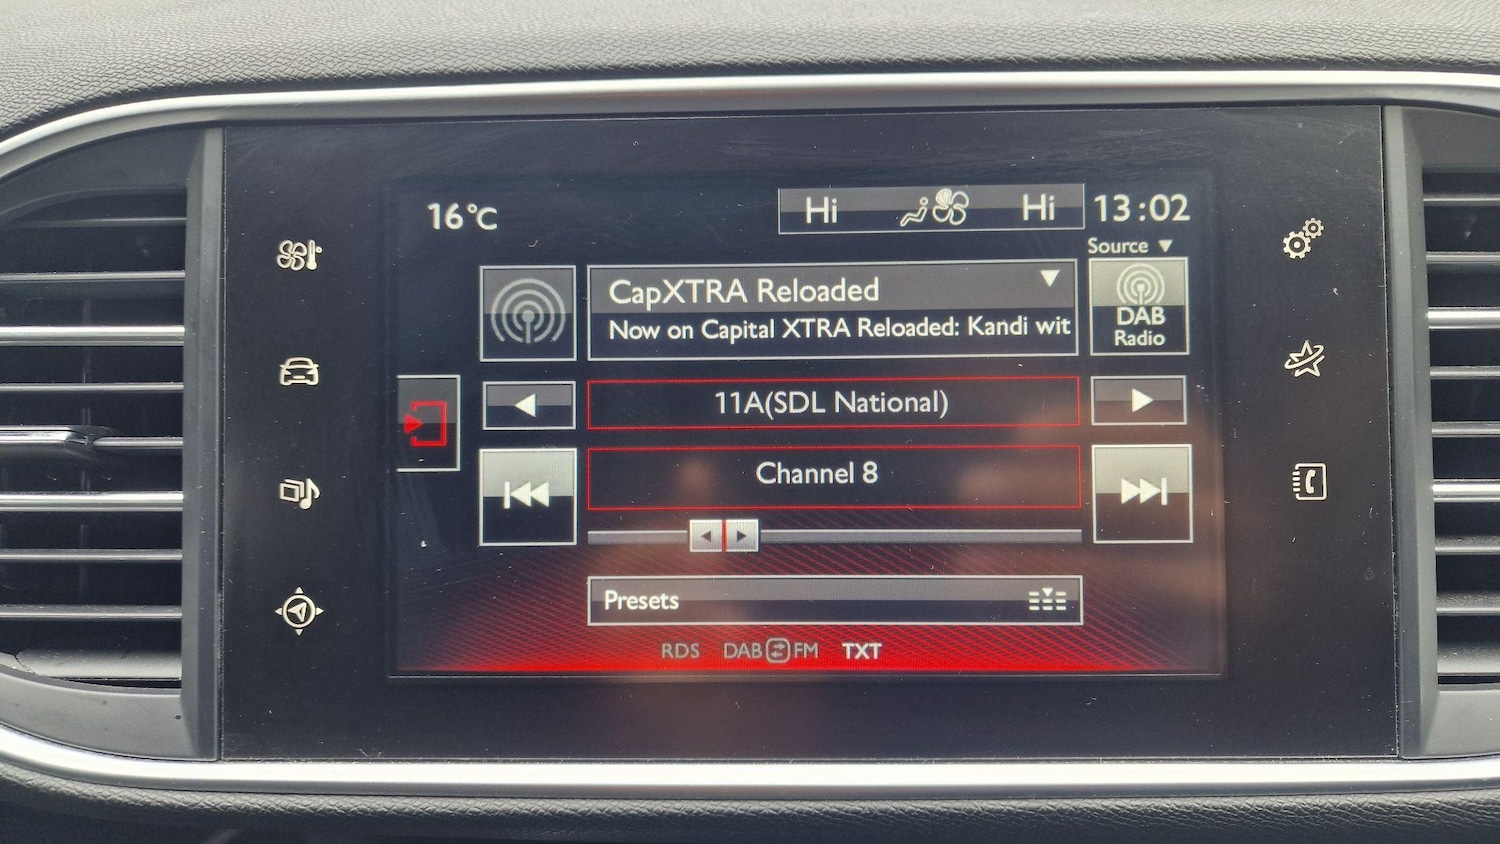 16°C
Hi Hi 13:02
Source
CapXTRA Reloaded
Now on Capital XTRA Reloaded: Kandi wit
DAB
Radio
11A(SDL National)
Channel 8
Presets
RDS DAB FM TXT